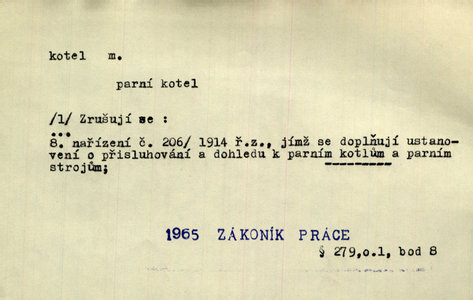 kotel m.
parní kotel
/1/ Zrušují se :
...
8. nařízení č. 206/ 1914 ř.z., jímž se doplňují ustano-
vení o přisluhování a dohledu k parním kotlům a parním
strojům;
1965 ZÁKONÍK PRÁCE
§ 279,o.1, bod 8